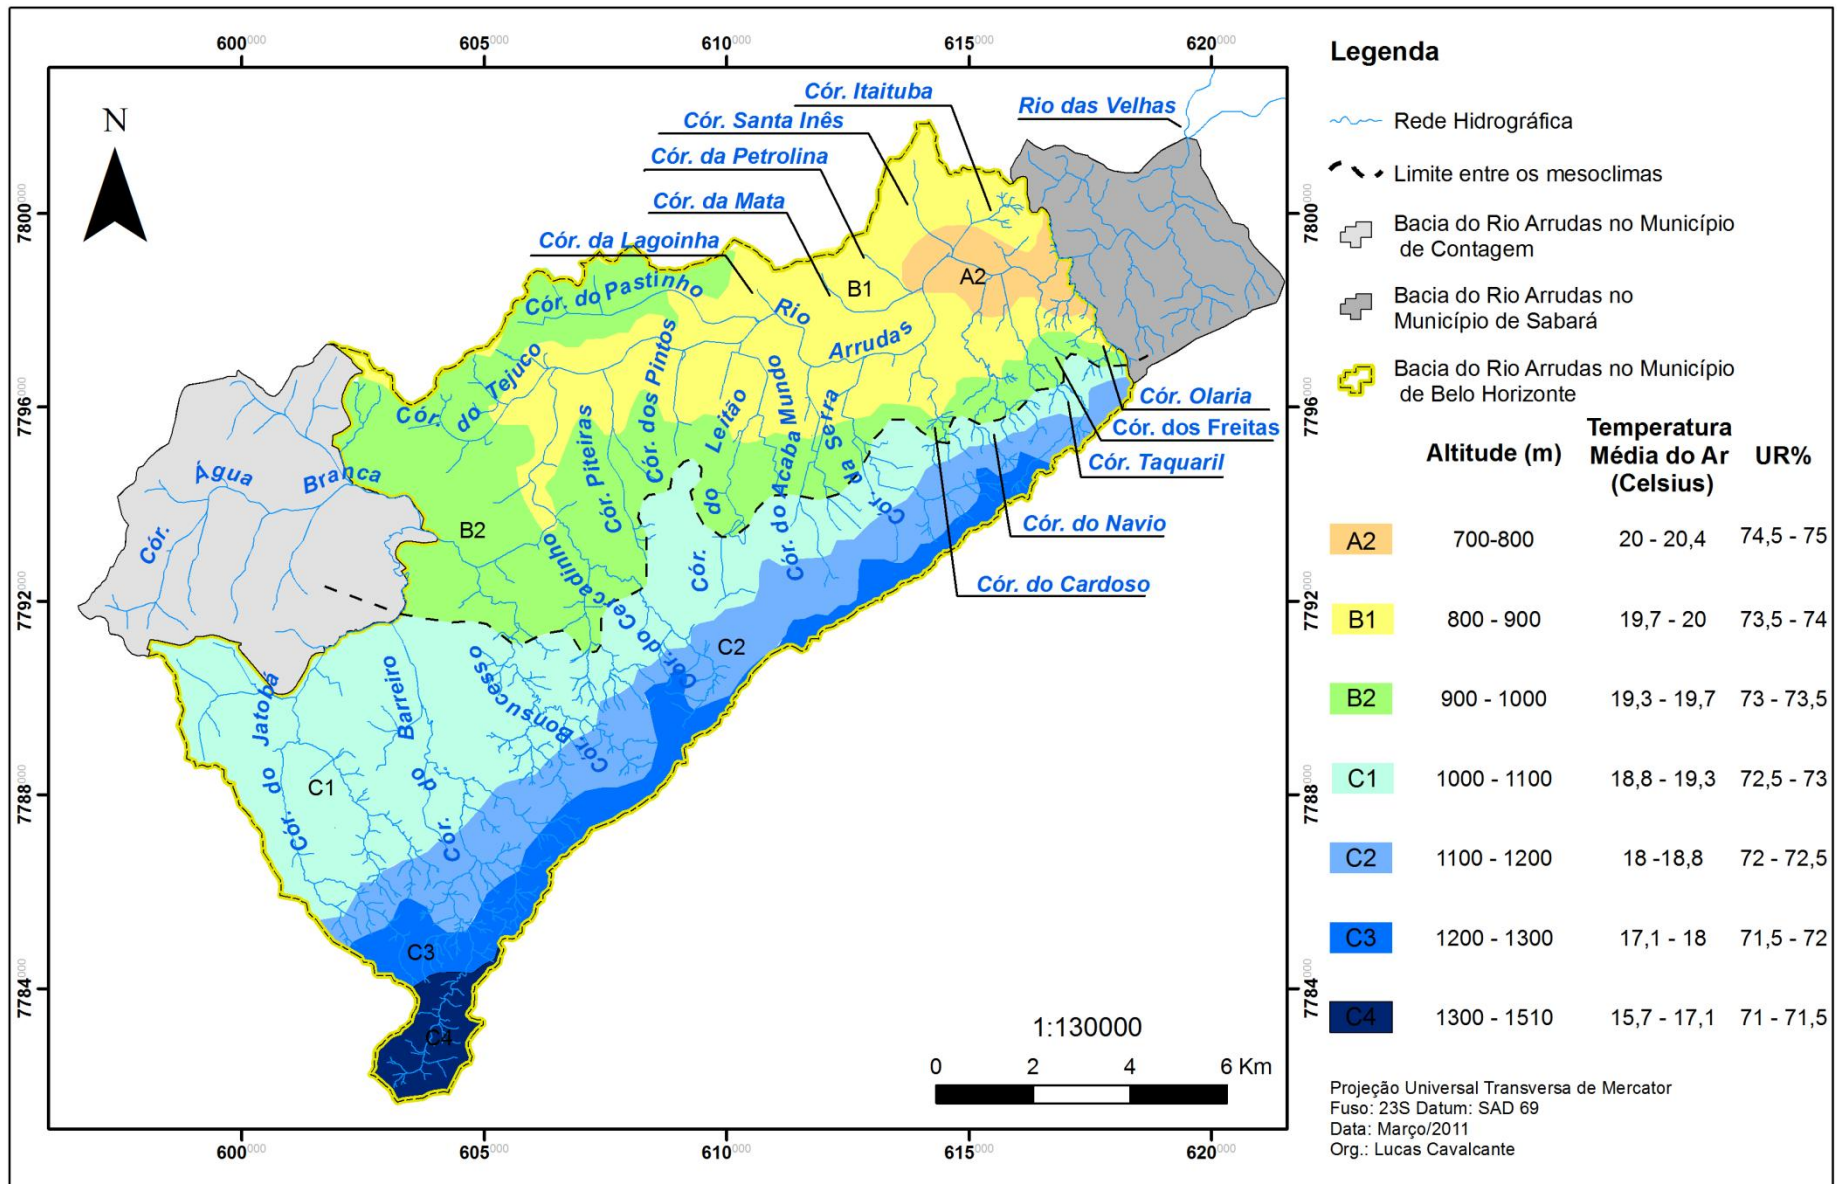 600000
605000
610000
615000
620000
7800000
7796000
7792000
7788000
7784000
7800000
7796000
7792000
7788000
7784000
N
Cór. Itaituba
Cór. Santa Inês
Rio das Velhas
Cór. da Petrolina
Cór. da Mata
Cór. da Lagoinha
Cór. do Pastinho
Rio Arrudas
Cór. do Tejuco
Cór. dos Pintos
Cór. Piteiras
Cór. do Leitão
Cór. do Acaba Mundo
Cór. da Serra
Cór. Água Branca
Cór. do Cercadinho
Cór. Bonsucesso
Cór. do Barreiro
Cór. do Jatobá
Cór. Olaria
Cór. dos Freitas
Cór. Taquaril
Cór. do Navio
Cór. do Cardoso
A2
B1
B2
C1
C2
C3
C4
1:130000
0 2 4 6 Km
600000
605000
610000
615000
620000
Legenda
Rede Hidrográfica
Limite entre os mesoclimas
Bacia do Rio Arrudas no Município
de Contagem
Bacia do Rio Arrudas no
Município de Sabará
Bacia do Rio Arrudas no Município
de Belo Horizonte
Altitude (m)
Temperatura
Média do Ar
(Celsius)
UR%
A2 700-800 20 - 20,4 74,5 - 75
B1 800 - 900 19,7 - 20 73,5 - 74
B2 900 - 1000 19,3 - 19,7 73 - 73,5
C1 1000 - 1100 18,8 - 19,3 72,5 - 73
C2 1100 - 1200 18 -18,8 72 - 72,5
C3 1200 - 1300 17,1 - 18 71,5 - 72
C4 1300 - 1510 15,7 - 17,1 71 - 71,5
Projeção Universal Transversa de Mercator
Fuso: 23S Datum: SAD 69
Data: Março/2011
Org.: Lucas Cavalcante